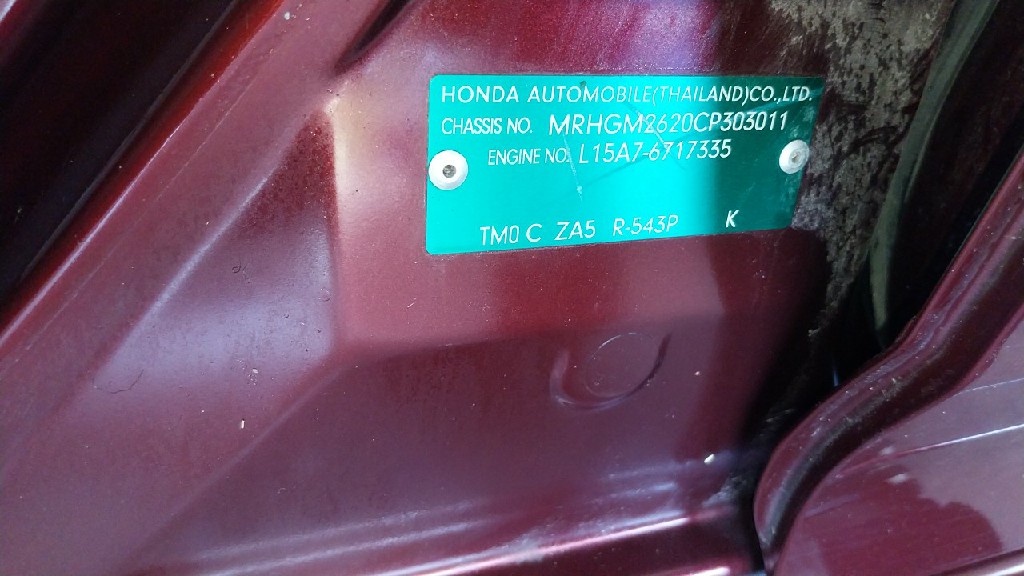 HONDA AUTOMOBILE(THAILAND)CO.,LTD.
CHASSIS NO. MRHGM2620CP303011
ENGINE NO. L15A7-6717335
TM0 C ZA5 R-543P K